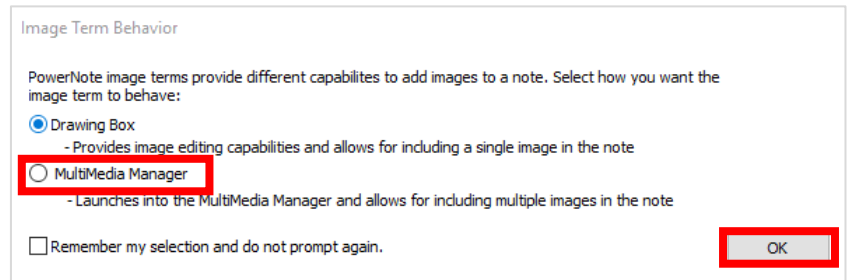 Image Term Behavior
PowerNote image terms provide different capabilites to add images to a note. Select how you want the
image term to behave:
Drawing Box
- Provides image editing capabilities and allows for including a single image in the note
MultiMedia Manager
- Launches into the MultiMedia Manager and allows for including multiple images in the note
Remember my selection and do not prompt again.
OK